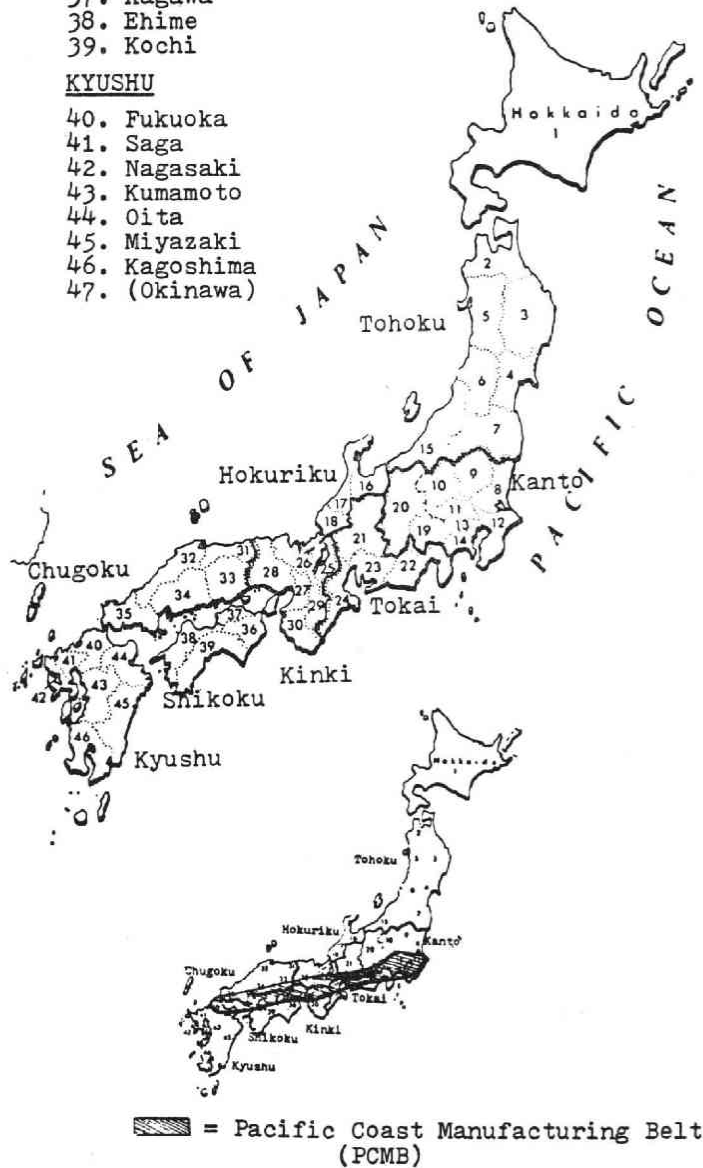 37. Kagawa
38. Ehime
39. Kochi
KYUSHU
40. Fukuoka
41. Saga
42. Nagasaki
43. Kumamoto
44. Oita
45. Miyazaki
46. Kagoshima
47. (Okinawa)
Hokkaido
1
SEA OF JAPAN
PACIFIC OCEAN
2
Tohoku
5 3
6 4
7
15
Hokuriku
16
9
10
8
Kanto
17
20
11
18
19
13
12
14
21
22
23
Tokai
Chugoku
31
32
33
28
26
25
27
34
29
24
30
35
37
36
38
39
Kinki
Shikoku
40
41
44
42
43
45
46
Kyushu
Hokkaido
1
Tohoku
Hokuriku
Kanto
Chugoku
Tokai
Shikoku
Kinki
Kyushu
= Pacific Coast Manufacturing Belt
(PCMB)